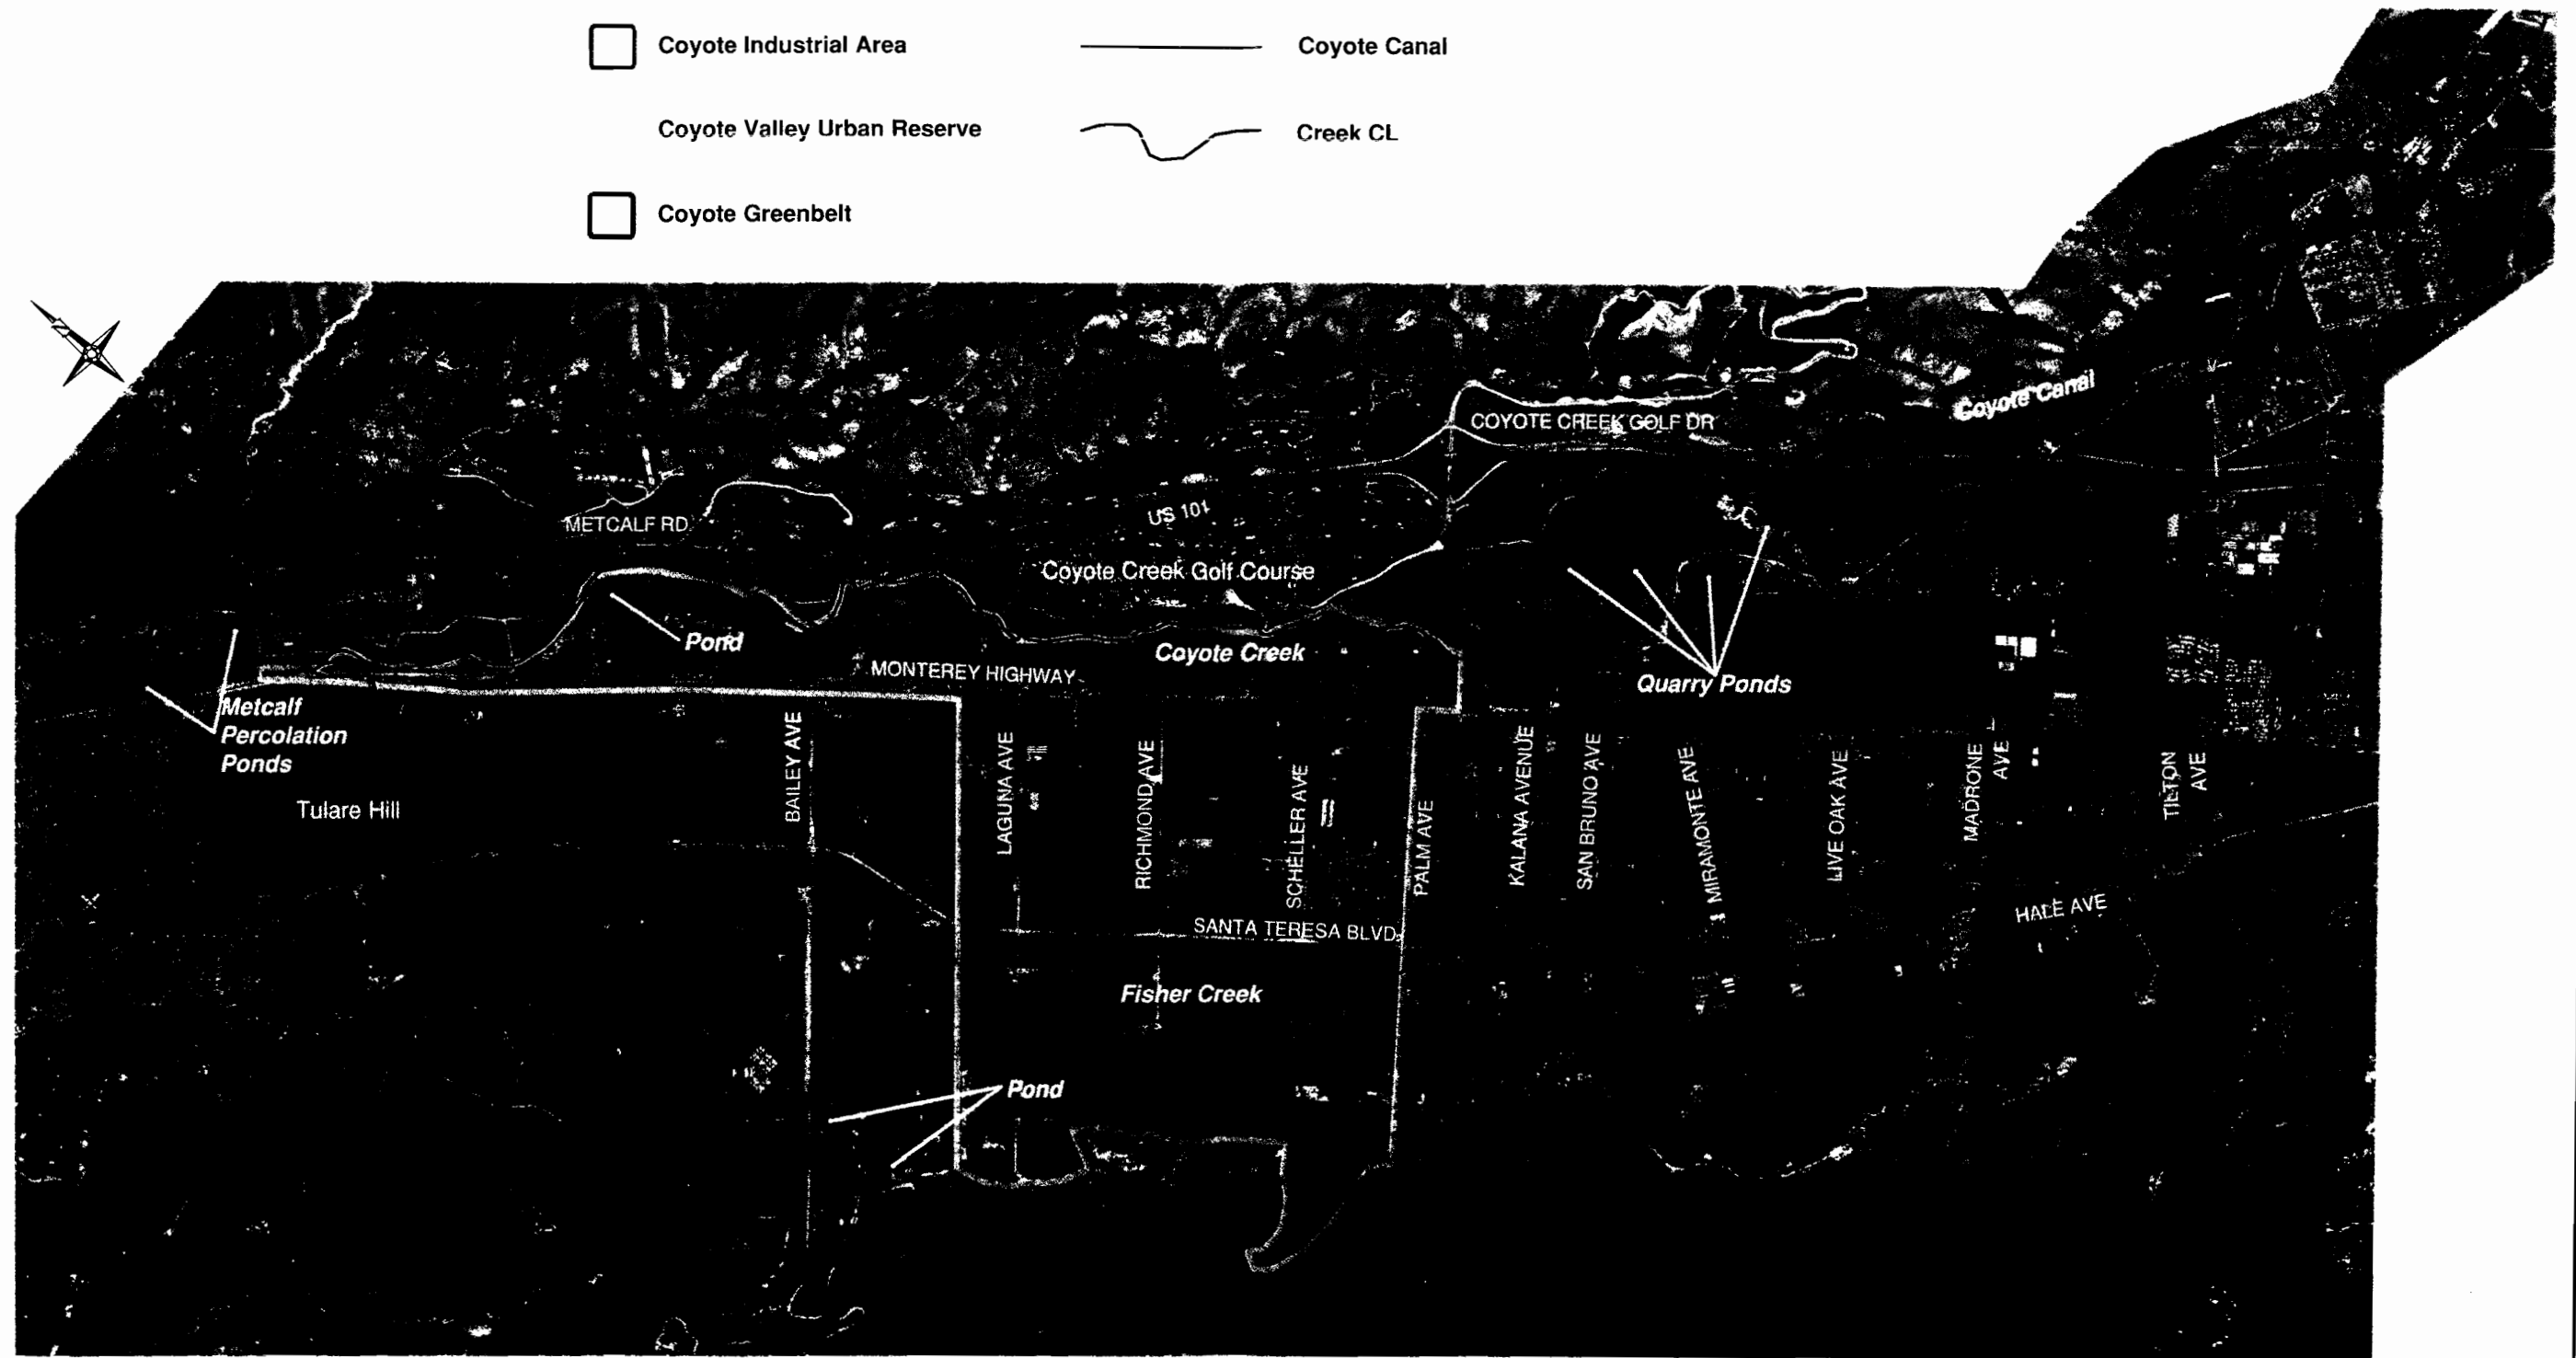 Coyote Industrial Area
Coyote Canal
Coyote Valley Urban Reserve
Creek CL
Coyote Greenbelt
N
Coyote Canal
COYOTE CREEK GOLF DR
US 101
METCALF RD
Coyote Creek Golf Course
Pond
Coyote Creek
MONTEREY HIGHWAY
Quarry Ponds
Metcalf
Percolation
Ponds
Tulare Hill
BAILEY AVE
LAGUNA AVE
RICHMOND AVE
SCHELLER AVE
PALM AVE
KALANA AVENUE
SAN BRUNO AVE
MIRAMONTE AVE
LIVE OAK AVE
MADRONE
AVE
TILTON
AVE
HALE AVE
SANTA TERESA BLVD
Fisher Creek
Pond